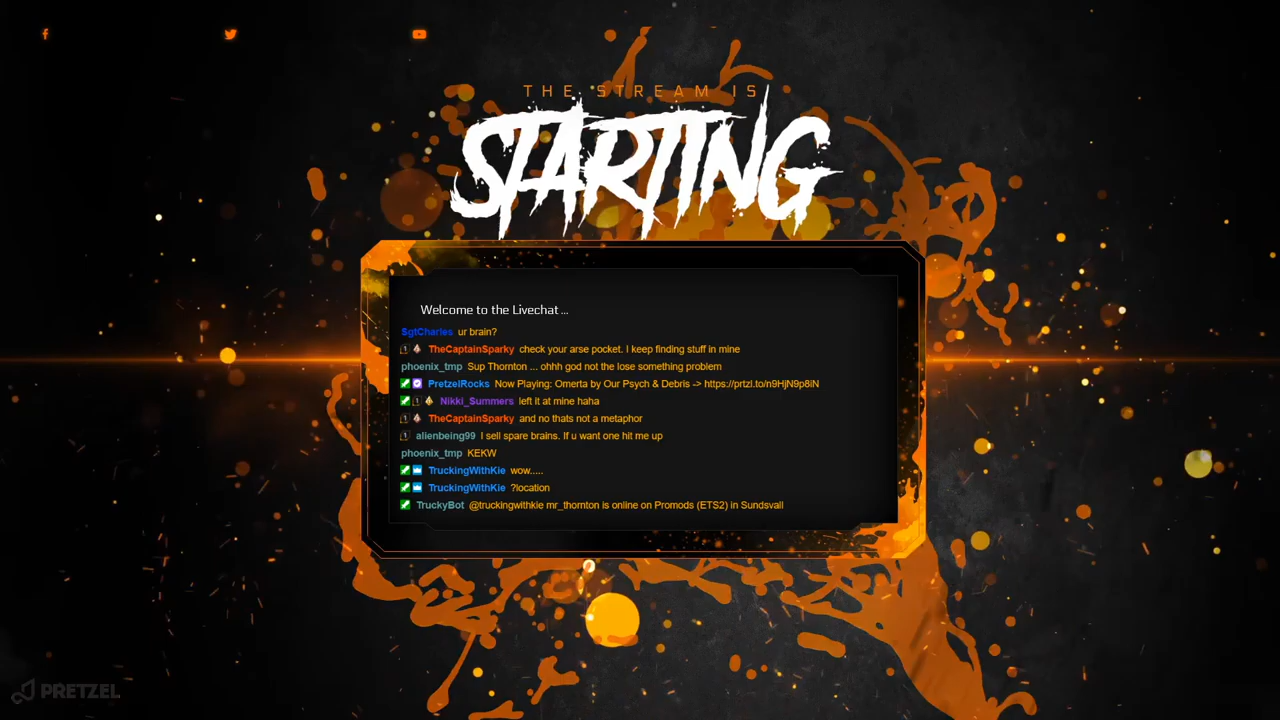 THE STREAM IS
STARTING
Welcome to the Livechat ...
SgtCharles ur brain?
1 TheCaptainSparky check your arse pocket. I keep finding stuff in mine
phoenix_tmp Sup Thornton ... ohhh god not the lose something problem
PretzelRocks Now Playing: Omerta by Our Psych & Debris -> https://prtzl.to/n9HjN9p8iN
1 Nikki_Summers left it at mine haha
1 TheCaptainSparky and no thats not a metaphor
1 alienbeing99 I sell spare brains. If u want one hit me up
phoenix_tmp KEKW
TruckingWithKie wow.....
TruckingWithKie ?location
TruckyBot @truckingwithkie mr_thornton is online on Promods (ETS2) in Sundsvall
PRETZEL